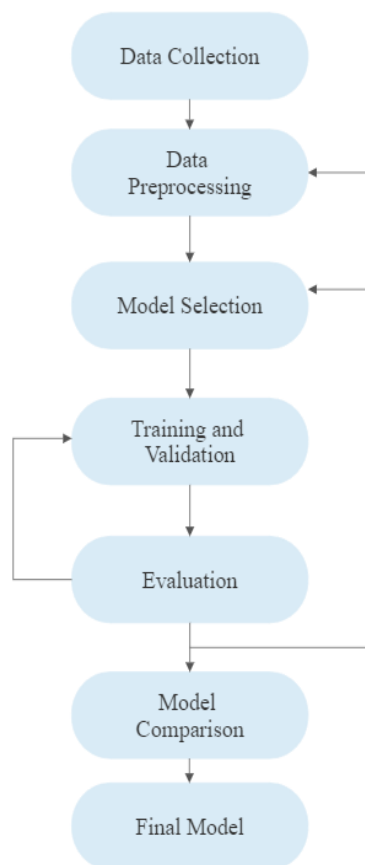 Data Collection
Data
Preprocessing
Model Selection
Training and
Validation
Evaluation
Model
Comparison
Final Model